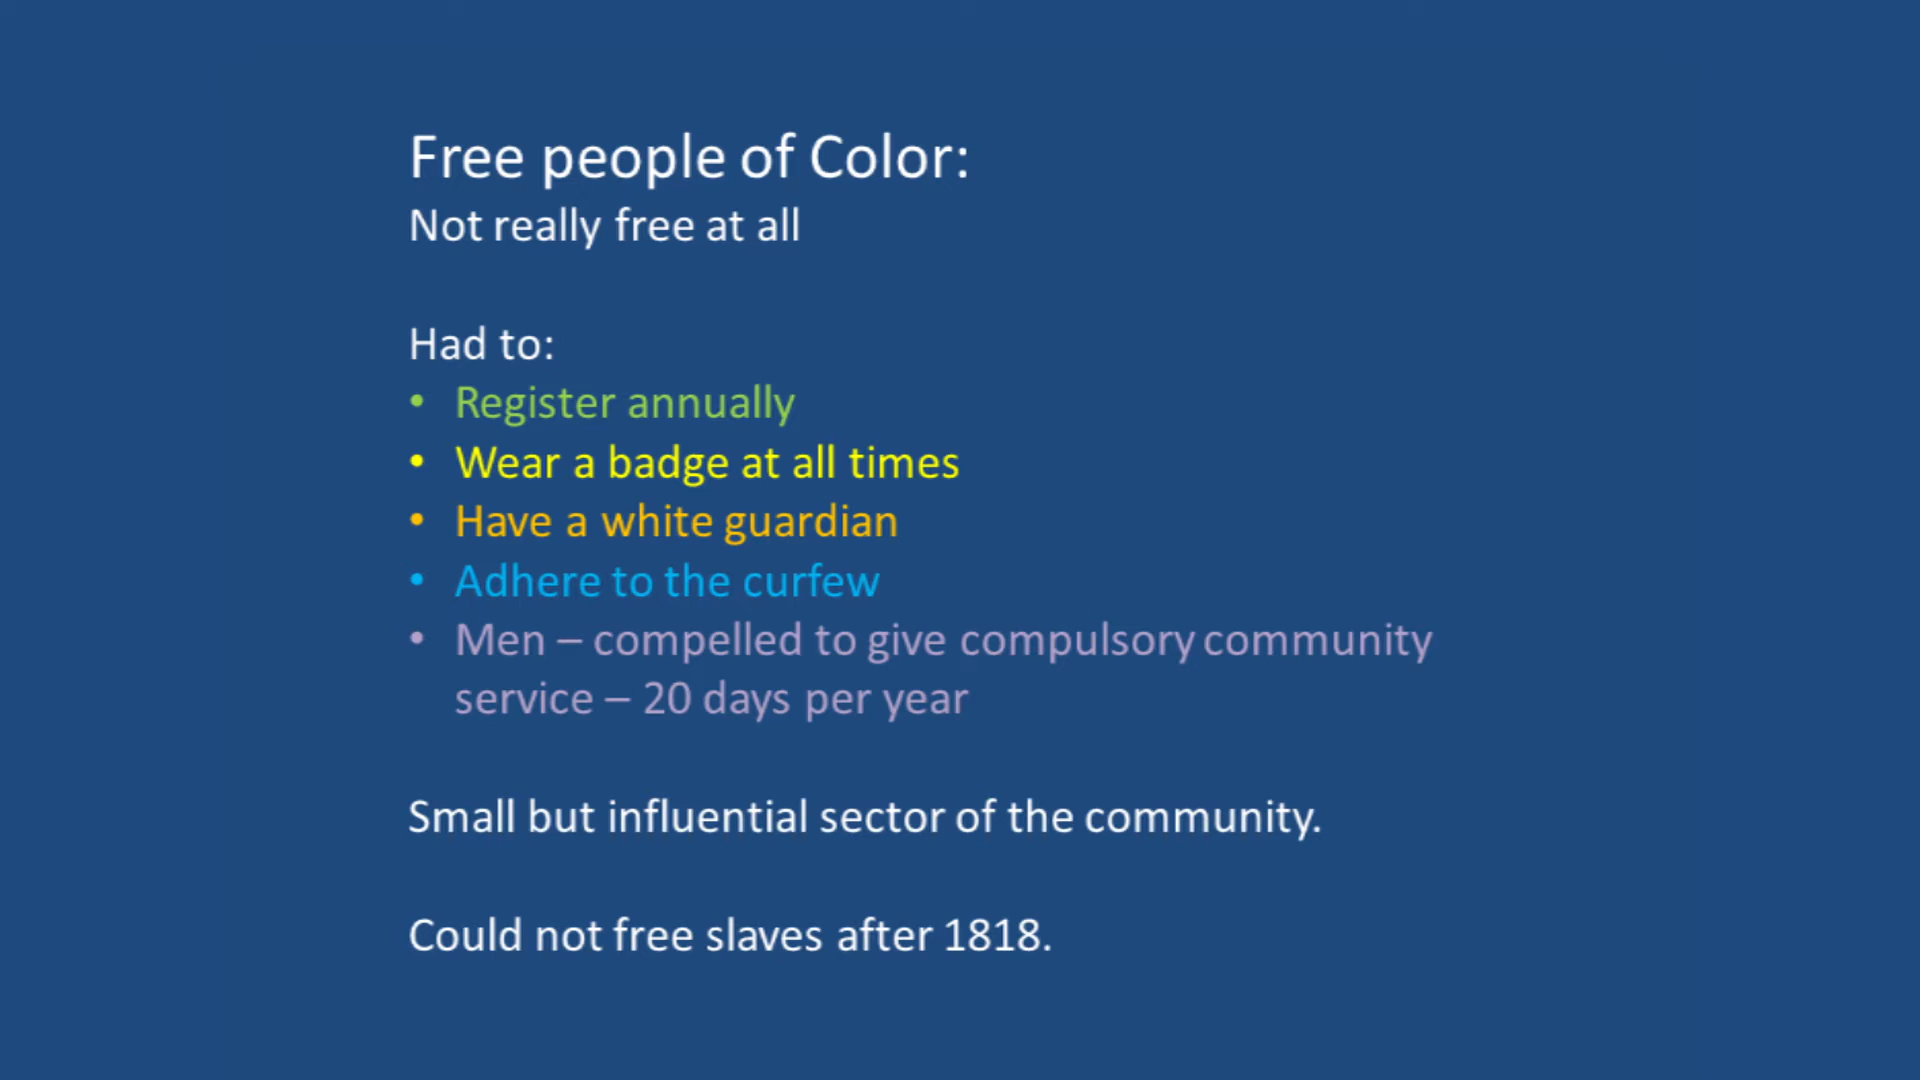 Free people of Color:
Not really free at all
Had to:
• Register annually
• Wear a badge at all times
• Have a white guardian
• Adhere to the curfew
• Men – compelled to give compulsory community
service – 20 days per year
Small but influential sector of the community.
Could not free slaves after 1818.